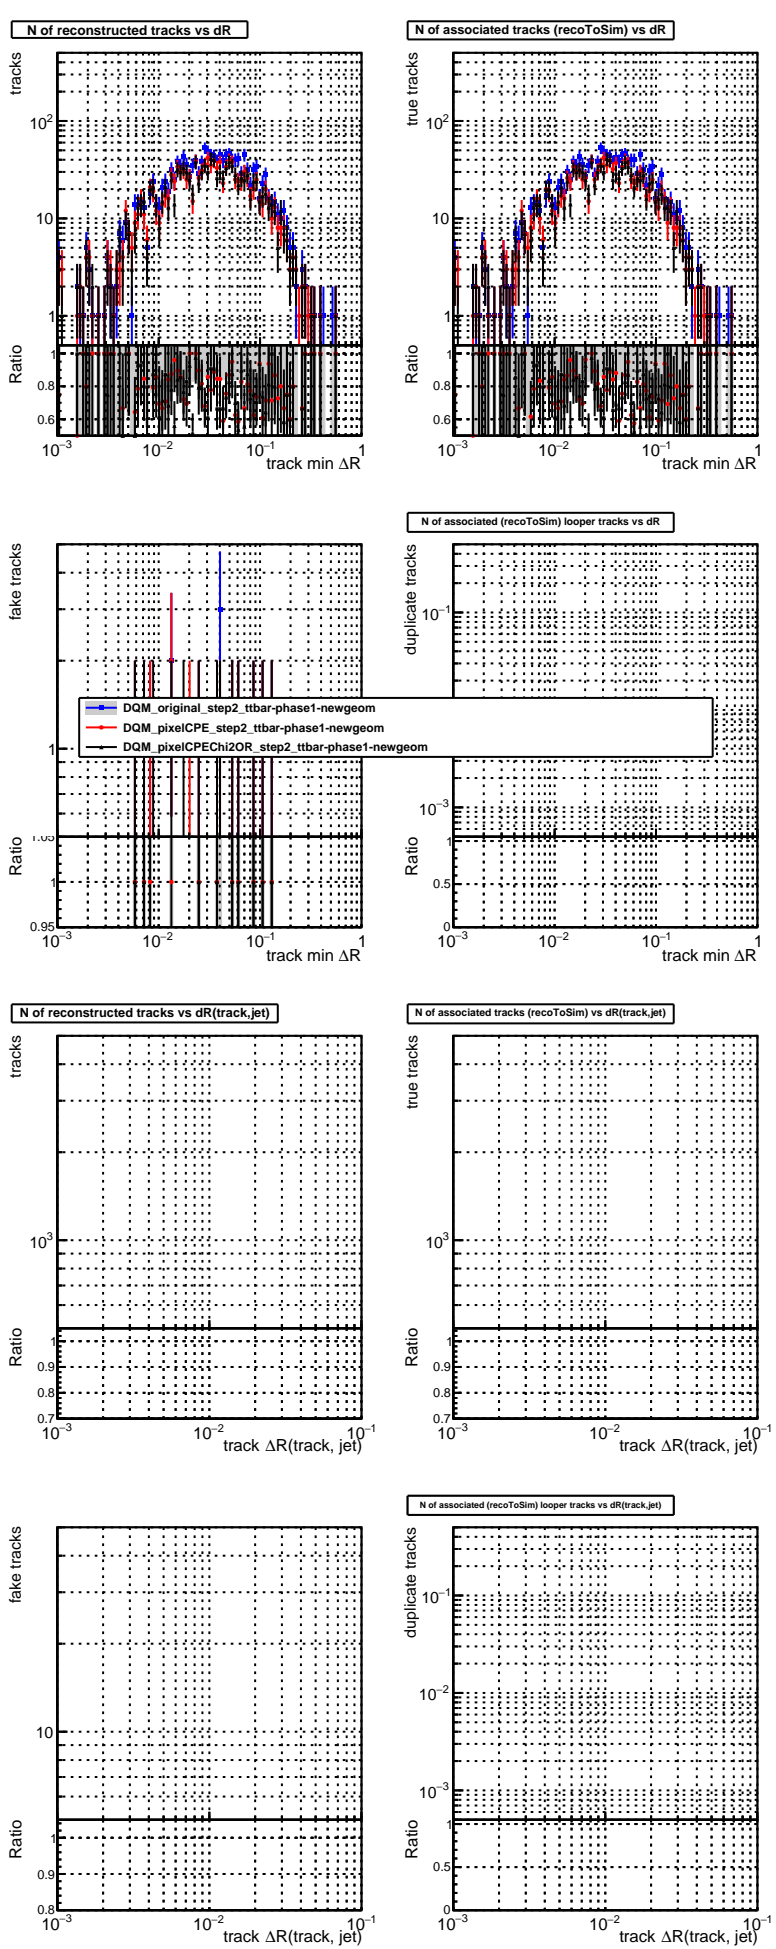 N of reconstructed tracks vs dR
tracks
10²
10
1
Ratio
1
0.8
0.6
10⁻³ 10⁻² 10⁻¹ 1
track min ΔR
N of associated tracks (recoToSim) vs dR
true tracks
10²
10
1
Ratio
1
0.8
0.6
10⁻³ 10⁻² 10⁻¹ 1
track min ΔR
fake tracks
1
Ratio
1.05
1
0.95
10⁻³ 10⁻² 10⁻¹ 1
track min ΔR
N of associated (recoToSim) looper tracks vs dR
duplicate tracks
10⁻¹
10⁻³
Ratio
1
0.5
0
10⁻³ 10⁻² 10⁻¹ 1
track min ΔR
DQM_original_step2_ttbar-phase1-newgeom
DQM_pixelCPE_step2_ttbar-phase1-newgeom
DQM_pixelCPEChi2OR_step2_ttbar-phase1-newgeom
N of reconstructed tracks vs dR(track,jet)
tracks
10³
Ratio
1
0.9
0.8
0.7
10⁻³ 10⁻² 10⁻¹
track ΔR(track, jet)
N of associated tracks (recoToSim) vs dR(track,jet)
true tracks
10³
Ratio
1
0.9
0.8
0.7
10⁻³ 10⁻² 10⁻¹
track ΔR(track, jet)
fake tracks
10
Ratio
1
0.9
0.8
10⁻³ 10⁻² 10⁻¹
track ΔR(track, jet)
N of associated (recoToSim) looper tracks vs dR(track,jet)
duplicate tracks
10⁻¹
10⁻²
10⁻³
Ratio
1
0.5
0
10⁻³ 10⁻² 10⁻¹
track ΔR(track, jet)